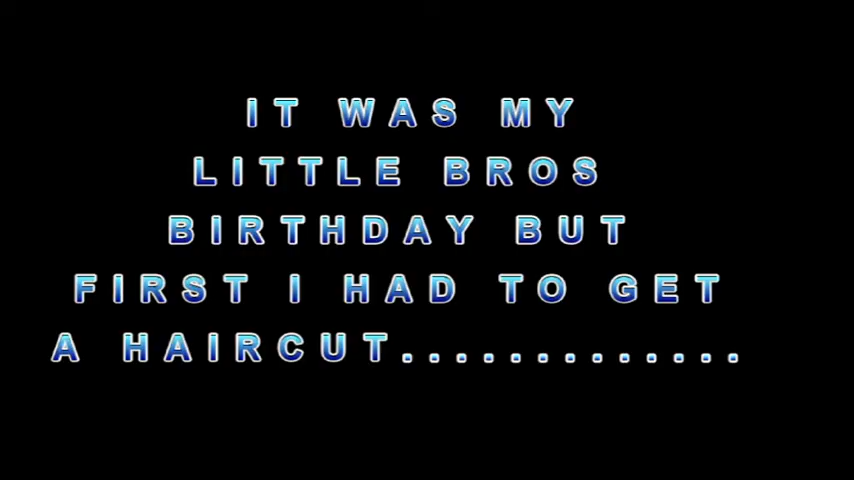 IT WAS MY
LITTLE BROS
BIRTHDAY BUT
FIRST I HAD TO GET
A HAIRCUT.............